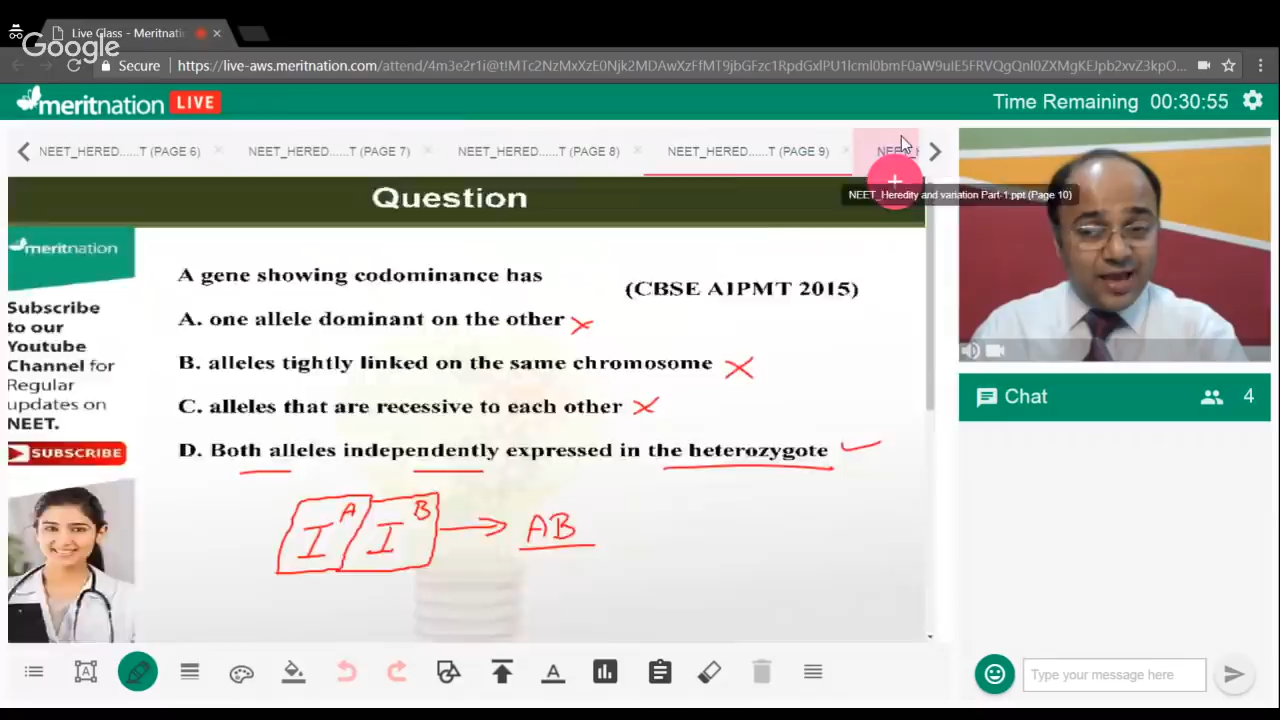 Live Class - Meritnati
Google
Secure
https://live-aws.meritnation.com/attend/4m3e2r1i@t!MTc2NzMxXzE0Njk2MDAwXzFfMT9jbGFzc1RpdGxlPU1lcml0bmF0aW9uIE5FRVQgQnl0ZXMgKEJpb2xvZ3kpO...
meritnation LIVE
Time Remaining 00:30:55
NEET_HERED......T (PAGE 6)
NEET_HERED......T (PAGE 7)
NEET_HERED......T (PAGE 8)
NEET_HERED......T (PAGE 9)
NEET_H
+
NEET_Heredity and variation Part-1.ppt (Page 10)
Question
meritnation
Subscribe
to our
Youtube
Channel for
Regular
updates on
NEET.
SUBSCRIBE
A gene showing codominance has
(CBSE AIPMT 2015)
A. one allele dominant on the other
B. alleles tightly linked on the same chromosome
C. alleles that are recessive to each other
D. Both alleles independently expressed in the heterozygote
I A I B → AB
Chat
4
Type your message here